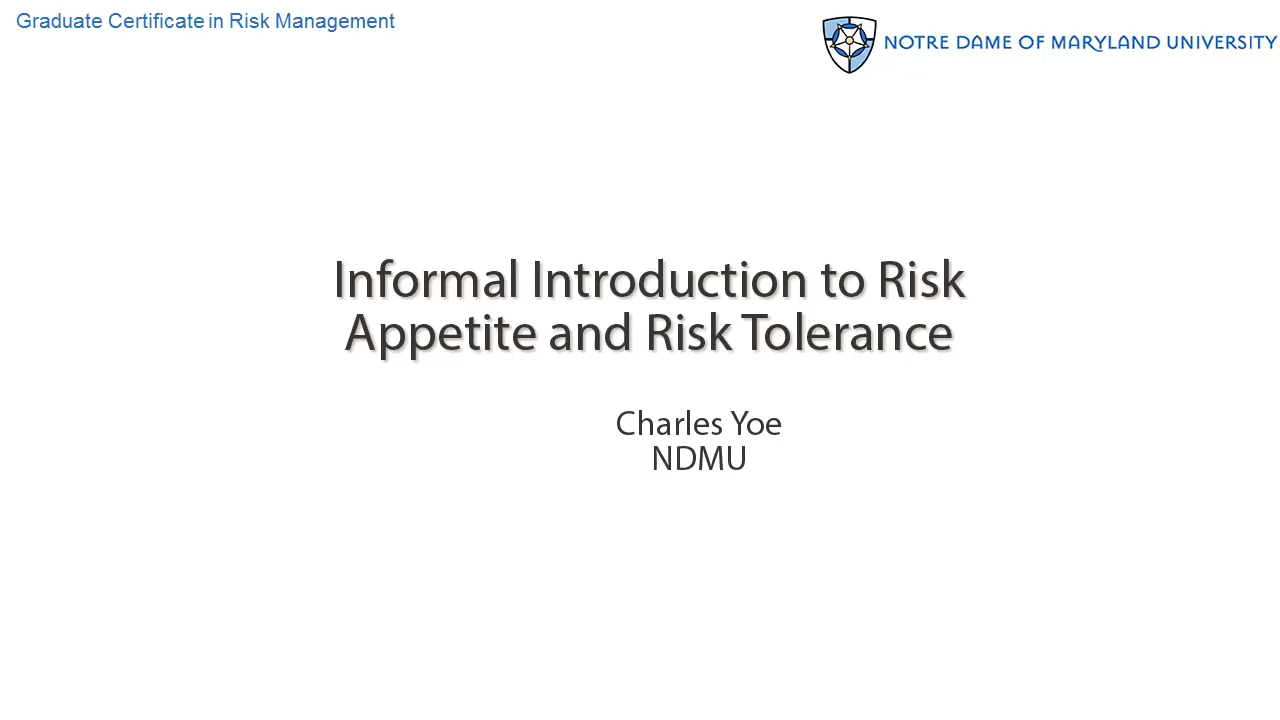 Graduate Certificate in Risk Management
NOTRE DAME OF MARYLAND UNIVERSITY
Informal Introduction to Risk
Appetite and Risk Tolerance
Charles Yoe
NDMU